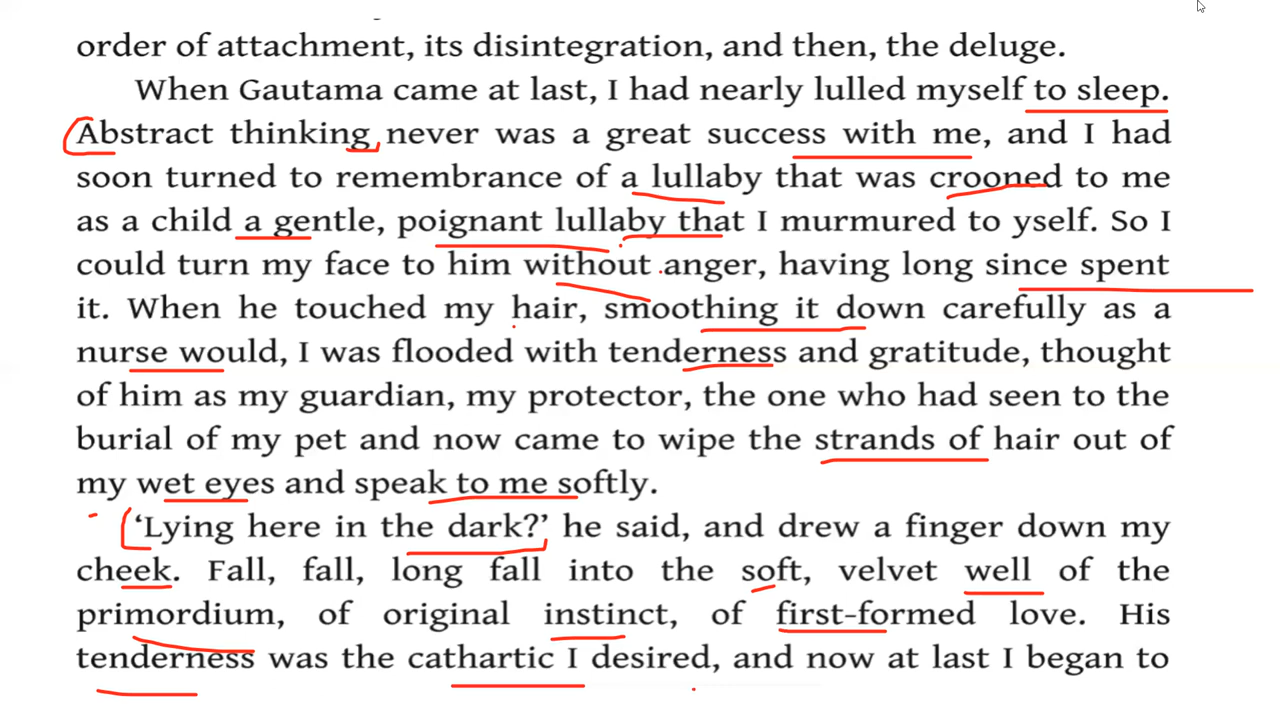 order of attachment, its disintegration, and then, the deluge.
When Gautama came at last, I had nearly lulled myself to sleep.
Abstract thinking, never was a great success with me, and I had
soon turned to remembrance of a lullaby that was crooned to me
as a child a gentle, poignant lullaby that I murmured to yself. So I
could turn my face to him without anger, having long since spent
it. When he touched my hair, smoothing it down carefully as a
nurse would, I was flooded with tenderness and gratitude, thought
of him as my guardian, my protector, the one who had seen to the
burial of my pet and now came to wipe the strands of hair out of
my wet eyes and speak to me softly.
‘Lying here in the dark?’ he said, and drew a finger down my
cheek. Fall, fall, long fall into the soft, velvet well of the
primordium, of original instinct, of first-formed love. His
tenderness was the cathartic I desired, and now at last I began to